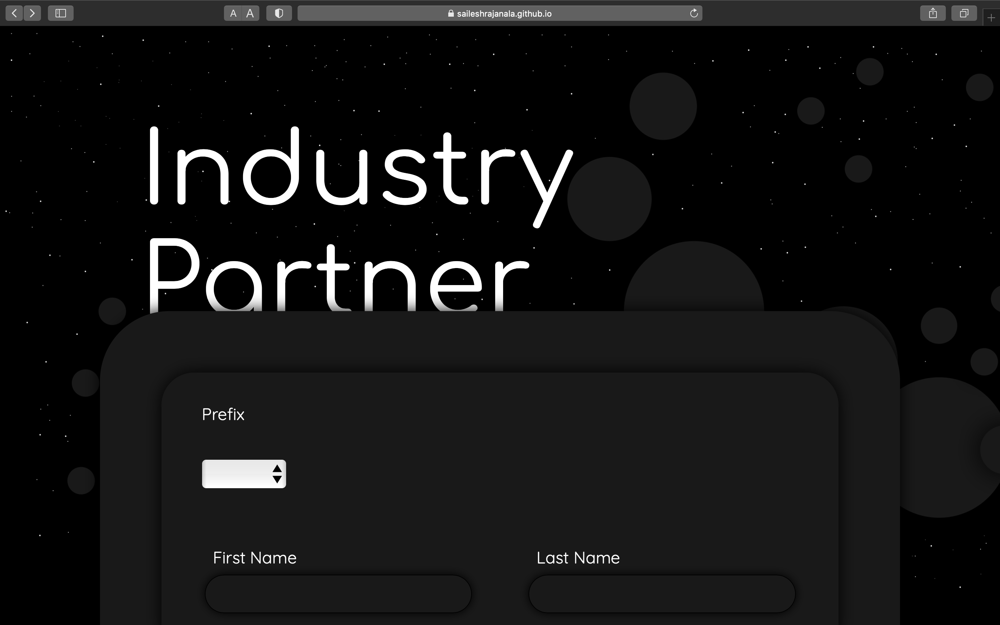 A A
saileshrajanala.github.io
Industry
Partner
Prefix
First Name
Last Name